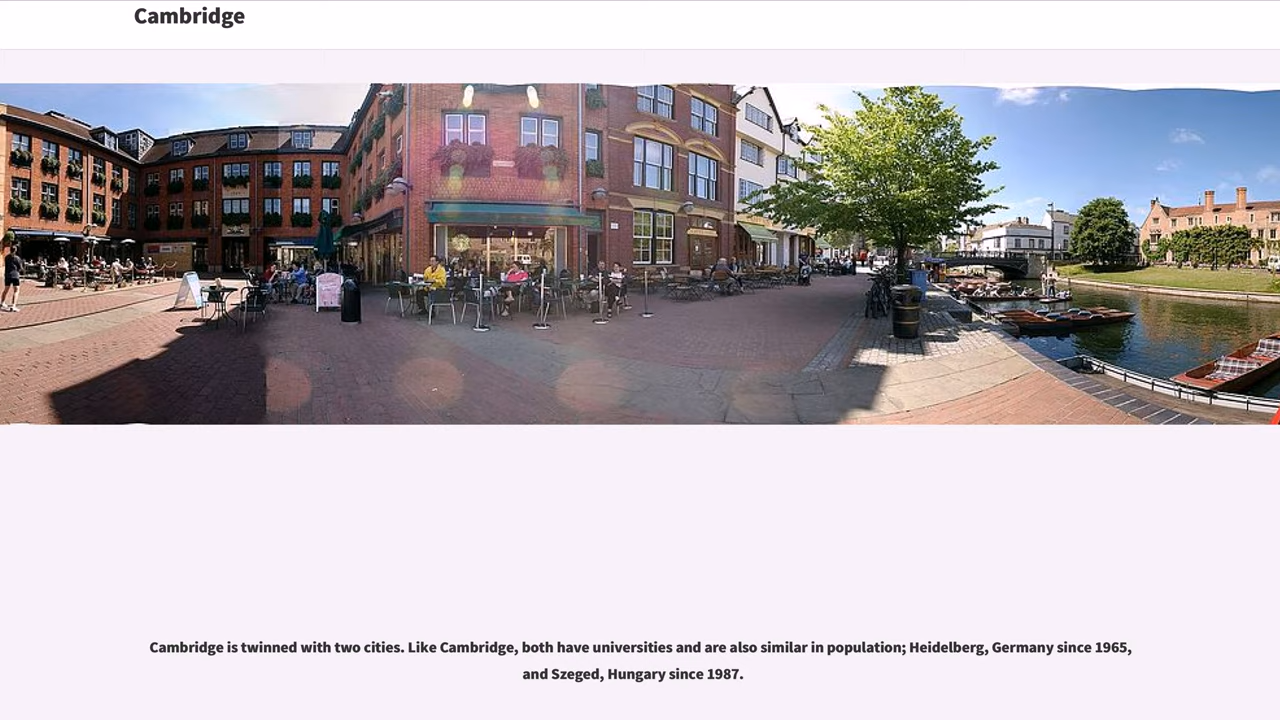 Cambridge
Cambridge is twinned with two cities. Like Cambridge, both have universities and are also similar in population; Heidelberg, Germany since 1965,
and Szeged, Hungary since 1987.